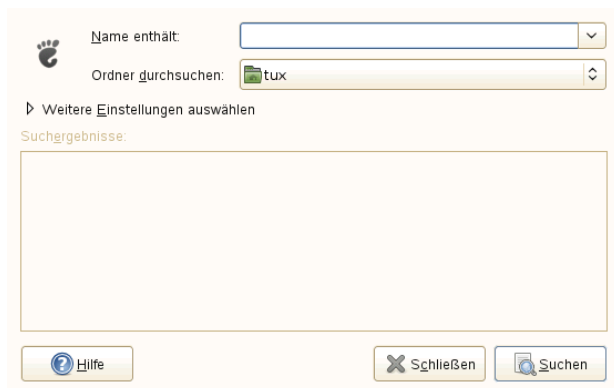 Name enthält:
Ordner durchsuchen: tux
Weitere Einstellungen auswählen
Suchergebnisse:
Hilfe Schließen Suchen